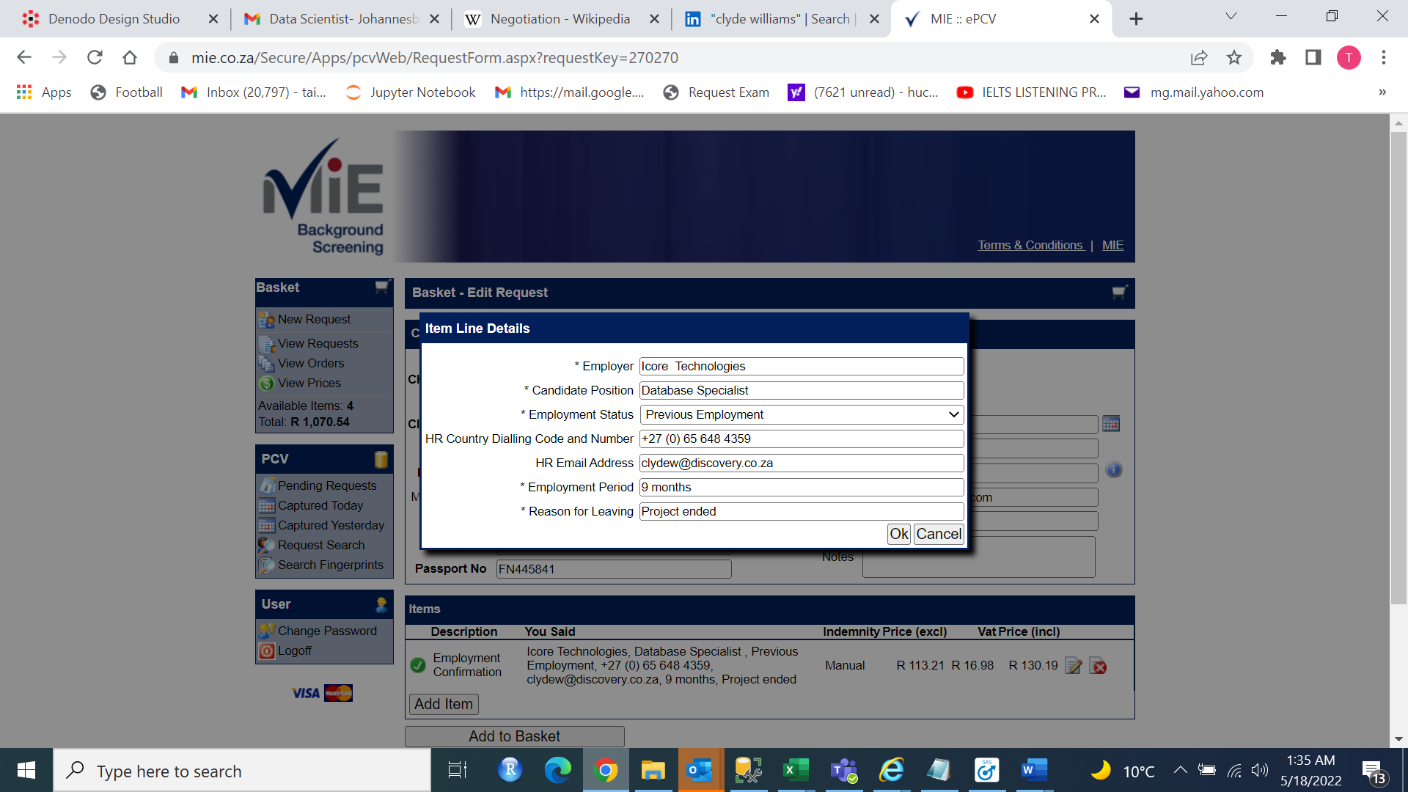 Denodo Design Studio
Data Scientist- Johannesb
W Negotiation - Wikipedia
in "clyde williams" | Search |
MIE :: ePCV
mie.co.za/Secure/Apps/pcvWeb/RequestForm.aspx?requestKey=270270
T
Apps
Football
Inbox (20,797) - tai...
Jupyter Notebook
https://mail.google....
Request Exam
(7621 unread) - huc...
IELTS LISTENING PR...
mg.mail.yahoo.com
»
MiE
Background
Screening
Terms & Conditions | MIE
Basket
New Request
View Requests
View Orders
View Prices
Available Items: 4
Total: R 1,070.54
PCV
Pending Requests
Captured Today
Captured Yesterday
Request Search
Search Fingerprints
User
Change Password
Logoff
VISA MasterCard
Basket - Edit Request
Item Line Details
* Employer Icore Technologies
* Candidate Position Database Specialist
* Employment Status Previous Employment
HR Country Dialling Code and Number +27 (0) 65 648 4359
HR Email Address clydew@discovery.co.za
* Employment Period 9 months
* Reason for Leaving Project ended
Ok Cancel
com
Notes
Passport No FN445841
Items
Description You Said Indemnity Price (excl) Vat Price (incl)
Employment Confirmation
Icore Technologies, Database Specialist , Previous
Employment, +27 (0) 65 648 4359,
clydew@discovery.co.za, 9 months, Project ended
Manual R 113.21 R 16.98 R 130.19
Add Item
Add to Basket
Type here to search
10°C
1:35 AM
5/18/2022
13